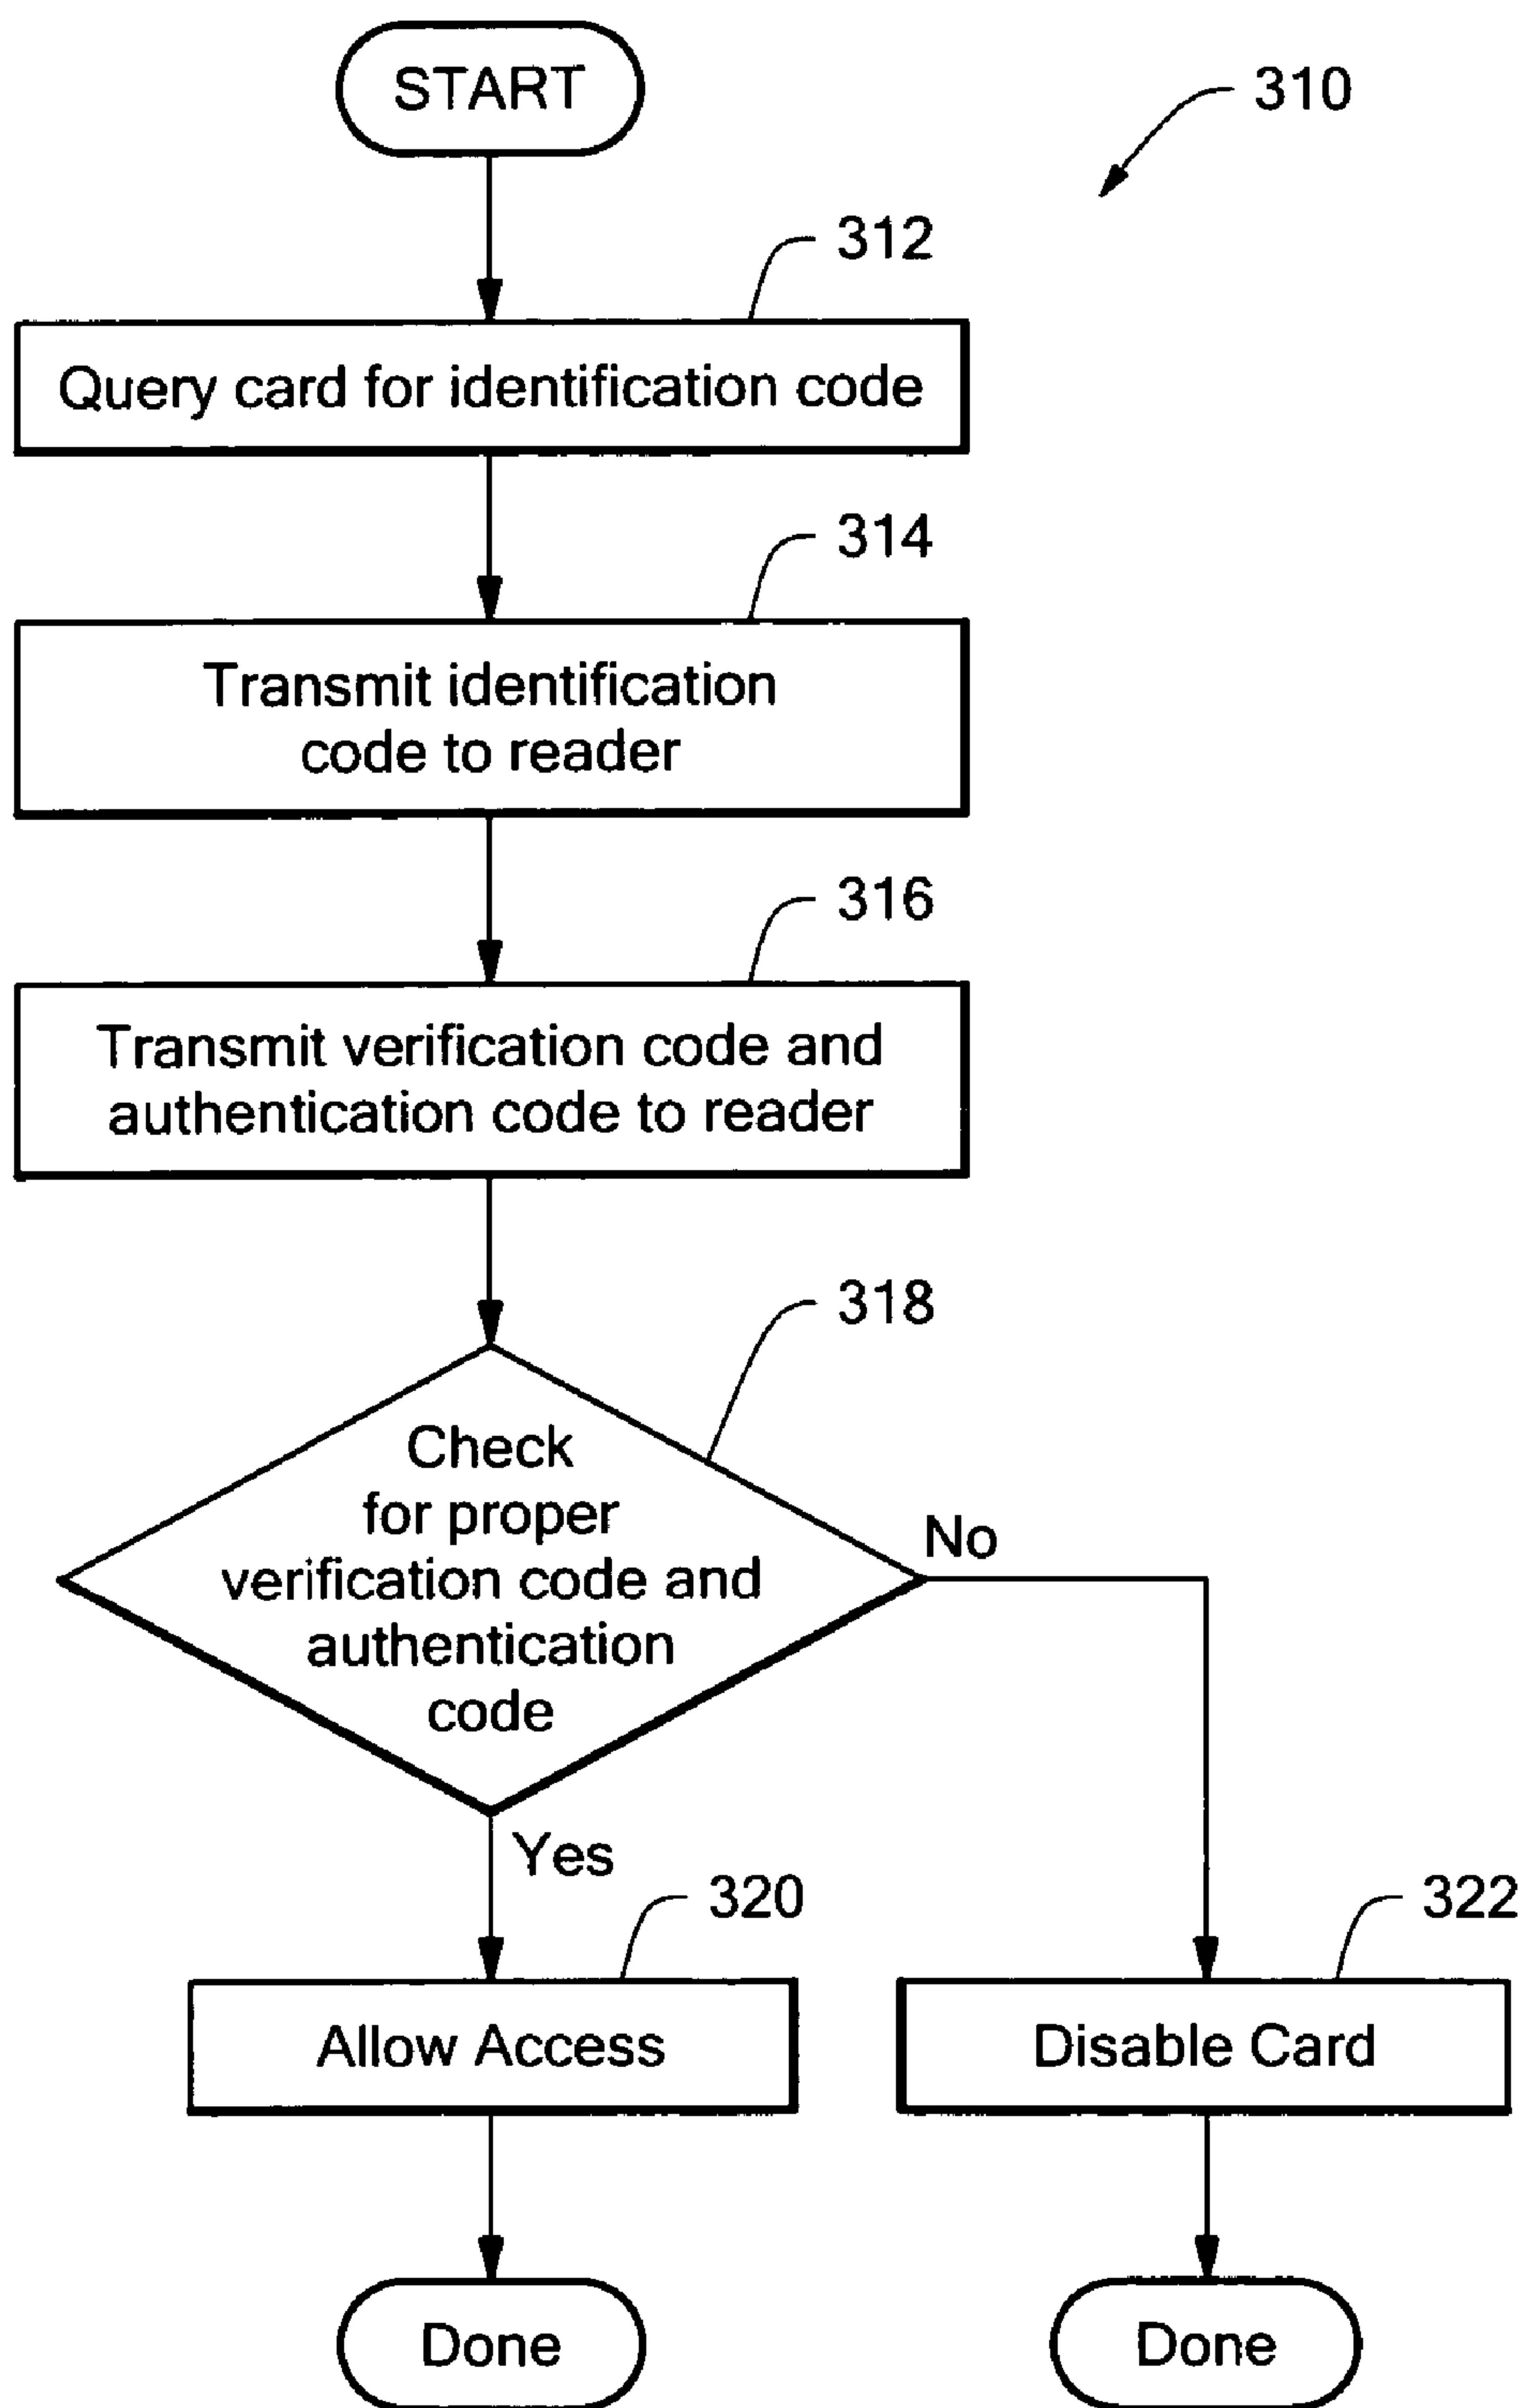 START
310
312
Query card for identification code
314
Transmit identification
code to reader
316
Transmit verification code and
authentication code to reader
318
Check
for proper
verification code and
authentication
code
No
Yes
320
322
Allow Access
Disable Card
Done
Done